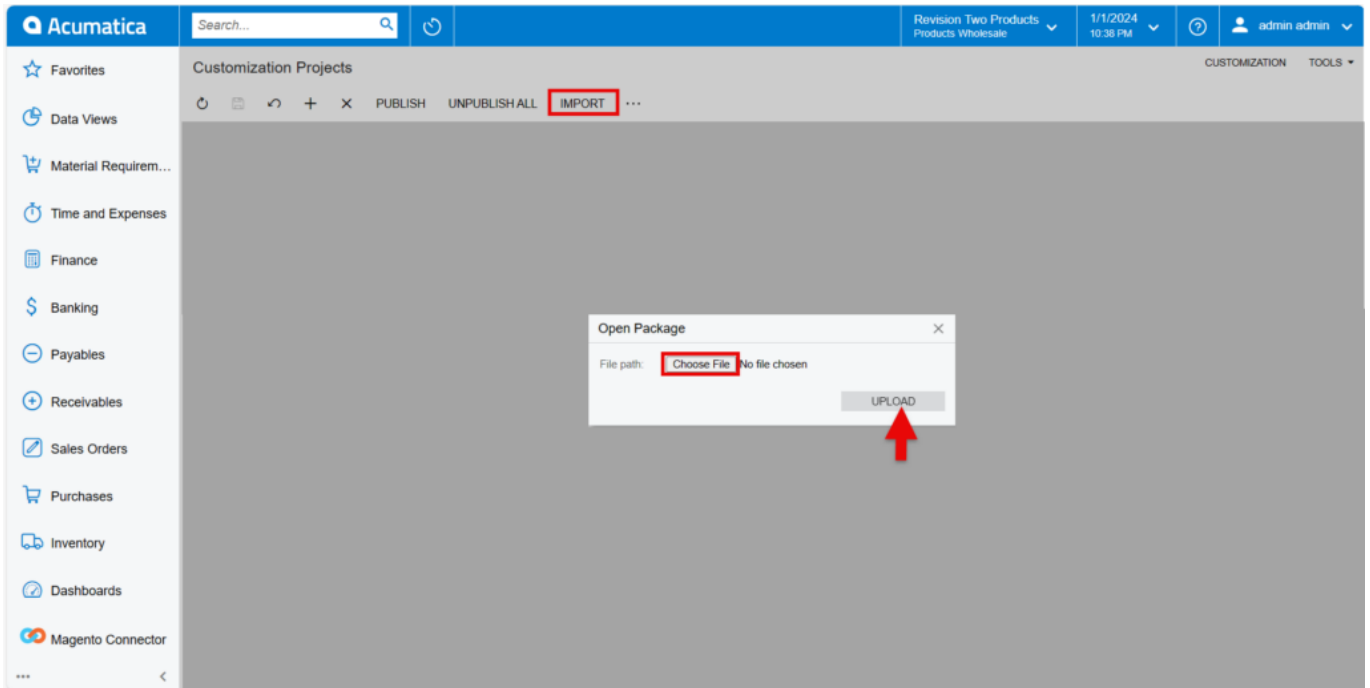 Acumatica
Search...
Revision Two Products
Products Wholesale
1/1/2024
10:38 PM
admin admin
Favorites
Data Views
Material Requirem...
Time and Expenses
Finance
Banking
Payables
Receivables
Sales Orders
Purchases
Inventory
Dashboards
Magento Connector
Customization Projects
CUSTOMIZATION TOOLS
PUBLISH UNPUBLISH ALL IMPORT ...
Open Package
File path: Choose File No file chosen
UPLOAD